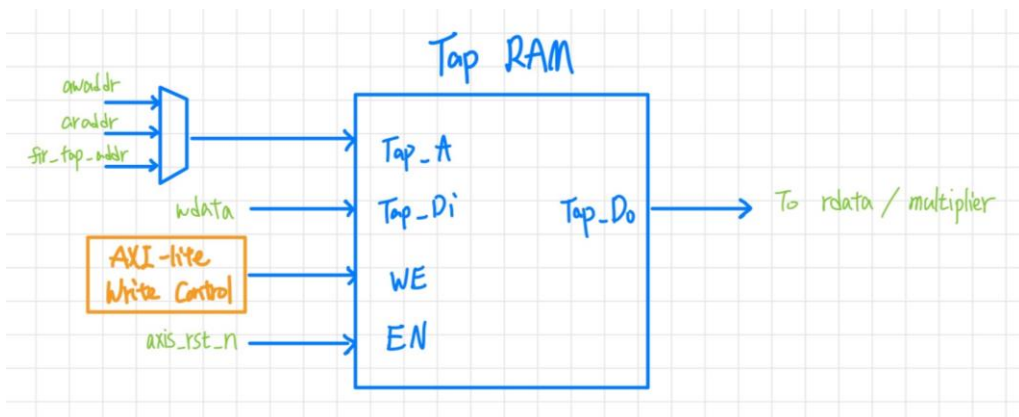 Tap RAM
awaddr
araddr
fir_tap_addr
Tap_A
wdata
Tap_Di
Tap_Do
To rdata / multiplier
AXI-lite
Write Control
WE
axis_rst_n
EN